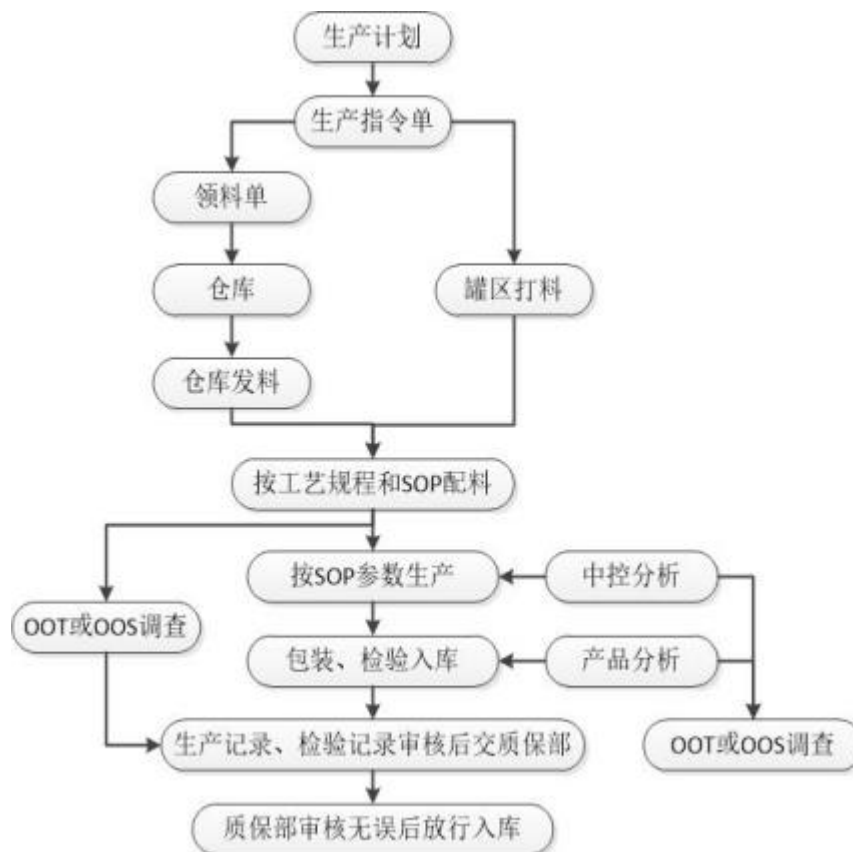 生产计划
生产指令单
领料单
仓库
罐区打料
仓库发料
按工艺规程和SOP配料
按SOP参数生产
中控分析
OOT或OOS调查
包装、检验入库
产品分析
生产记录、检验记录审核后交质保部
OOT或OOS调查
质保部审核无误后放行入库